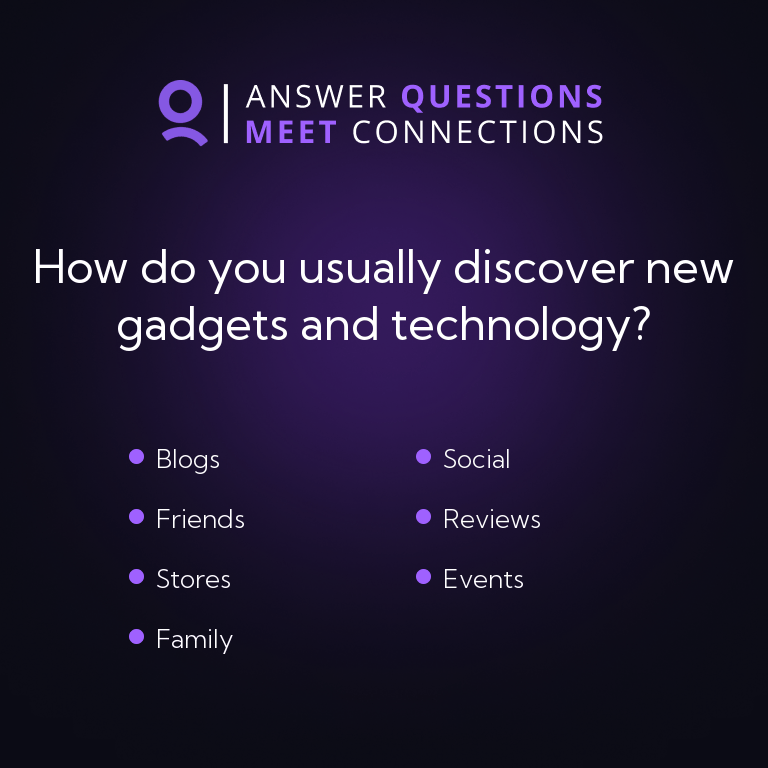 ANSWER QUESTIONS
MEET CONNECTIONS
How do you usually discover new
gadgets and technology?
Blogs
Friends
Stores
Family
Social
Reviews
Events